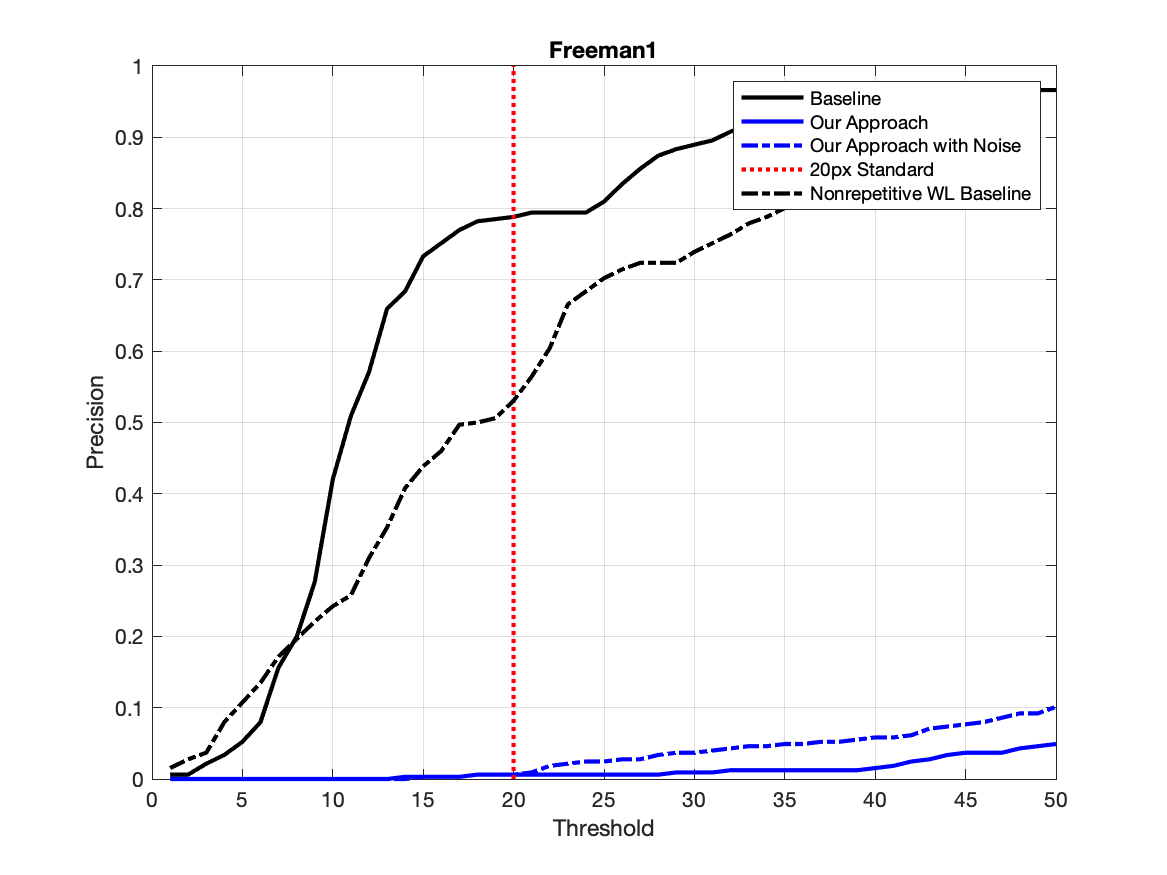 Freeman1
Baseline
Our Approach
Our Approach with Noise
20px Standard
Nonrepetitive WL Baseline
Precision
1
0.9
0.8
0.7
0.6
0.5
0.4
0.3
0.2
0.1
0
0 5 10 15 20 25 30 35 40 45 50
Threshold